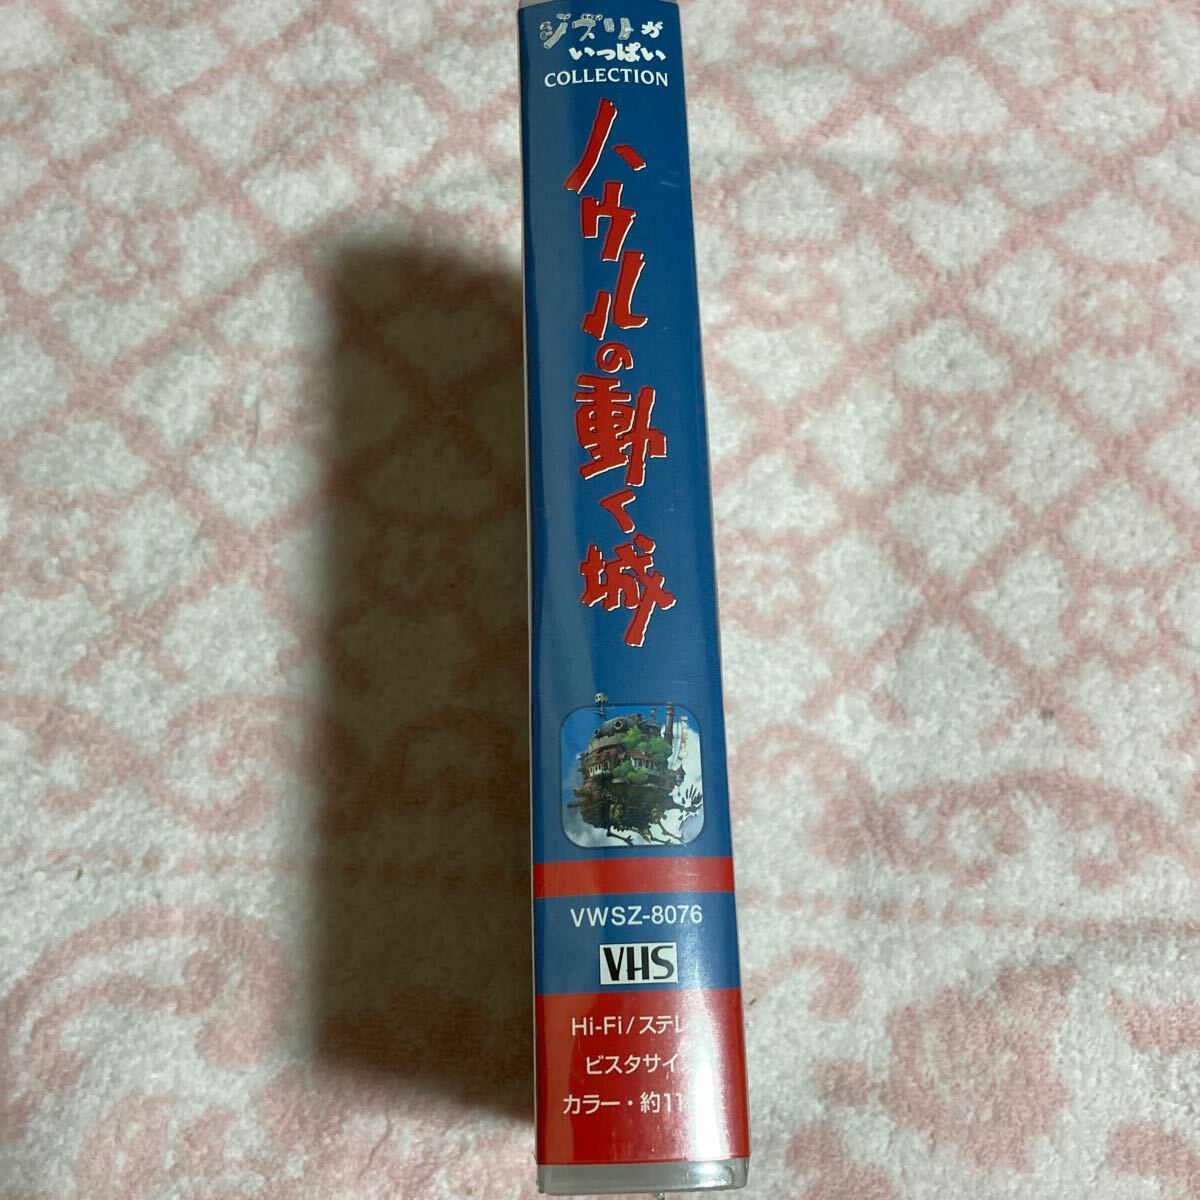 ジブリが
いっぱい
COLLECTION
ハウルの動く城
VWSZ-8076
VHS
Hi-Fi/ステレ
ビスタサイ
カラー・約11